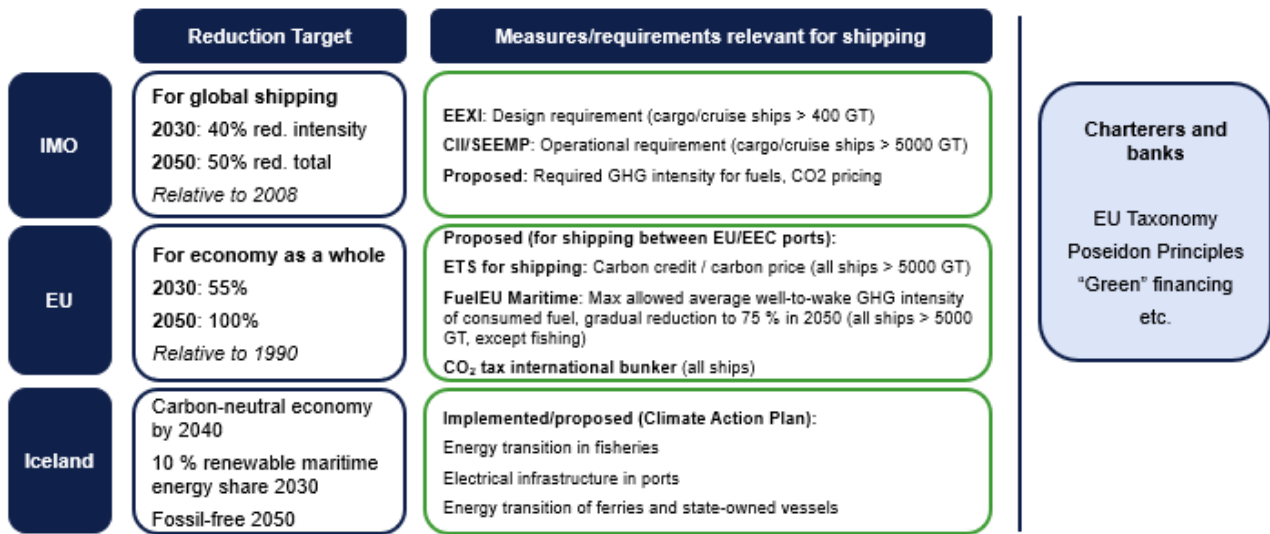 Reduction Target
Measures/requirements relevant for shipping
IMO
For global shipping
2030: 40% red. intensity
2050: 50% red. total
Relative to 2008
EEXI: Design requirement (cargo/cruise ships > 400 GT)
CII/SEEMP: Operational requirement (cargo/cruise ships > 5000 GT)
Proposed: Required GHG intensity for fuels, CO2 pricing
EU
For economy as a whole
2030: 55%
2050: 100%
Relative to 1990
Proposed (for shipping between EU/EEC ports):
ETS for shipping: Carbon credit / carbon price (all ships > 5000 GT)
FuelEU Maritime: Max allowed average well-to-wake GHG intensity
of consumed fuel, gradual reduction to 75 % in 2050 (all ships > 5000
GT, except fishing)
CO₂ tax international bunker (all ships)
Iceland
Carbon-neutral economy
by 2040
10 % renewable maritime
energy share 2030
Fossil-free 2050
Implemented/proposed (Climate Action Plan):
Energy transition in fisheries
Electrical infrastructure in ports
Energy transition of ferries and state-owned vessels
Charterers and
banks
EU Taxonomy
Poseidon Principles
“Green” financing
etc.